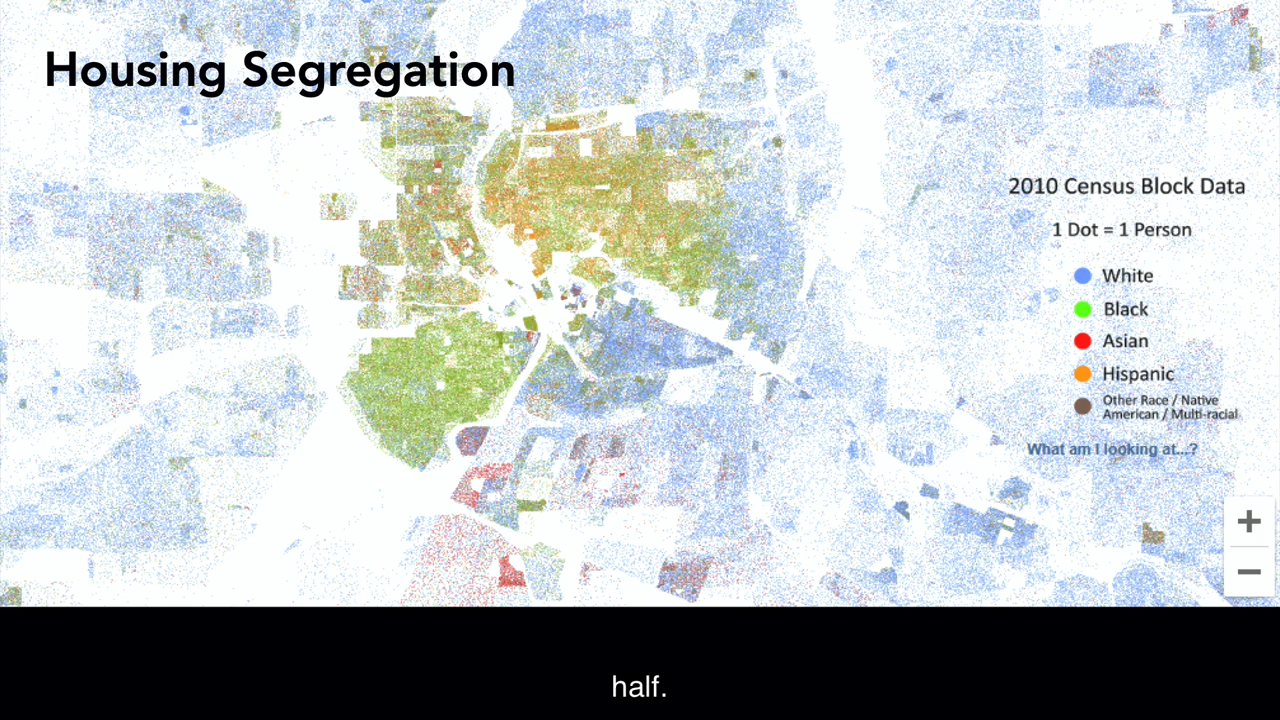 Housing Segregation
2010 Census Block Data
1 Dot = 1 Person
White
Black
Asian
Hispanic
Other Race / Native
American / Multi-racial
What am I looking at...?
+
−
half.